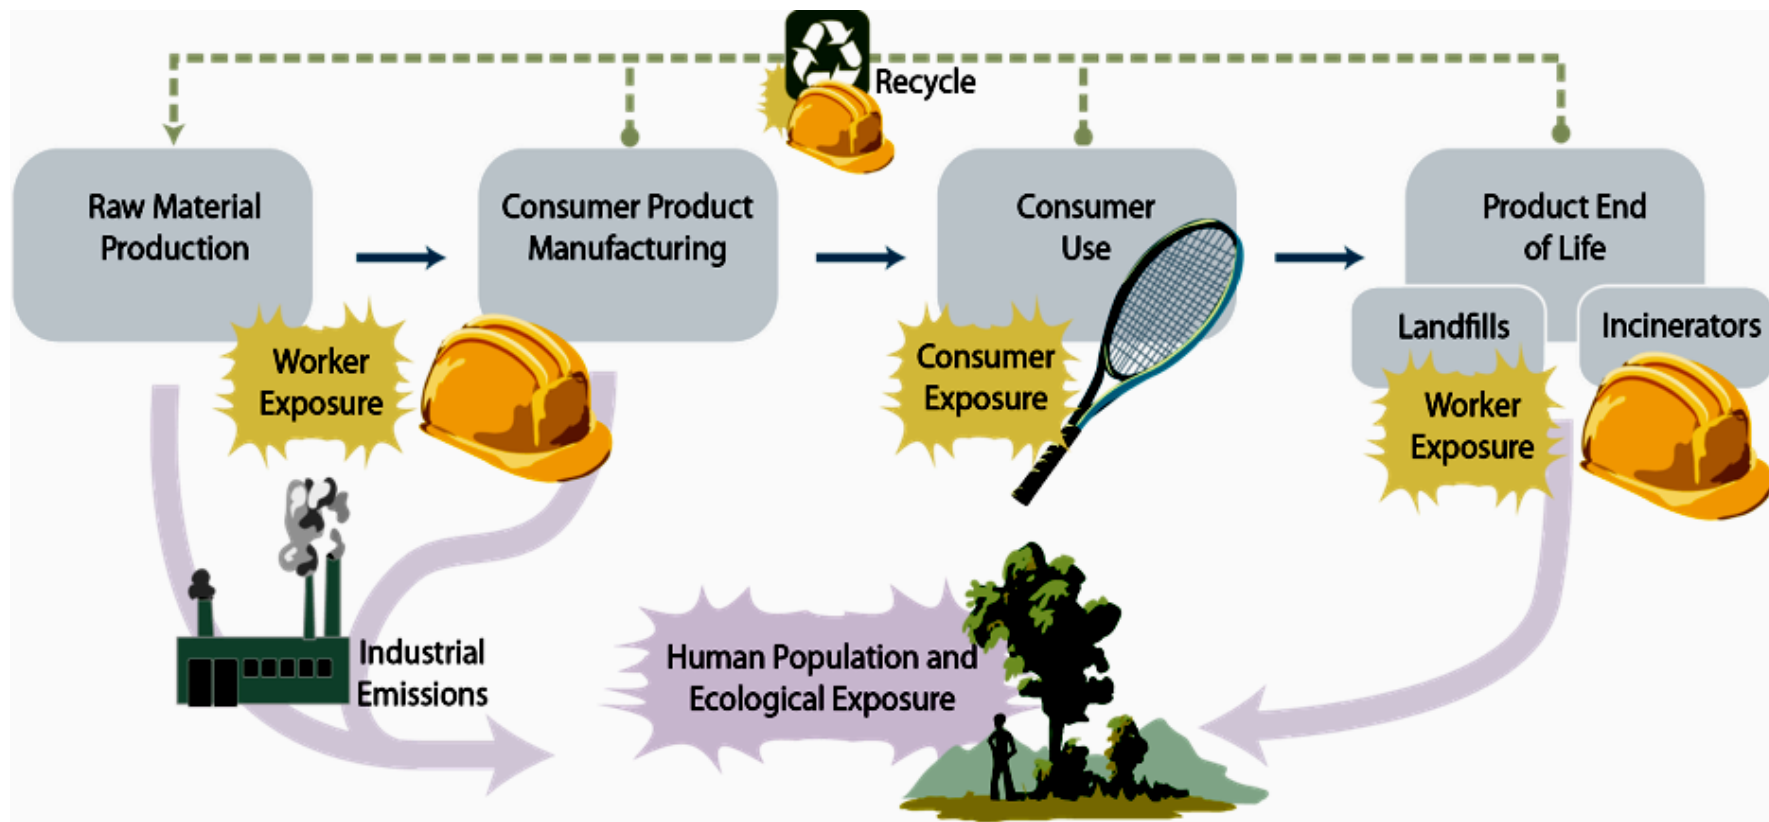 Recycle
Raw Material
Production
Consumer Product
Manufacturing
Consumer
Use
Product End
of Life
Landfills
Incinerators
Worker
Exposure
Consumer
Exposure
Worker
Exposure
Industrial
Emissions
Human Population and
Ecological Exposure